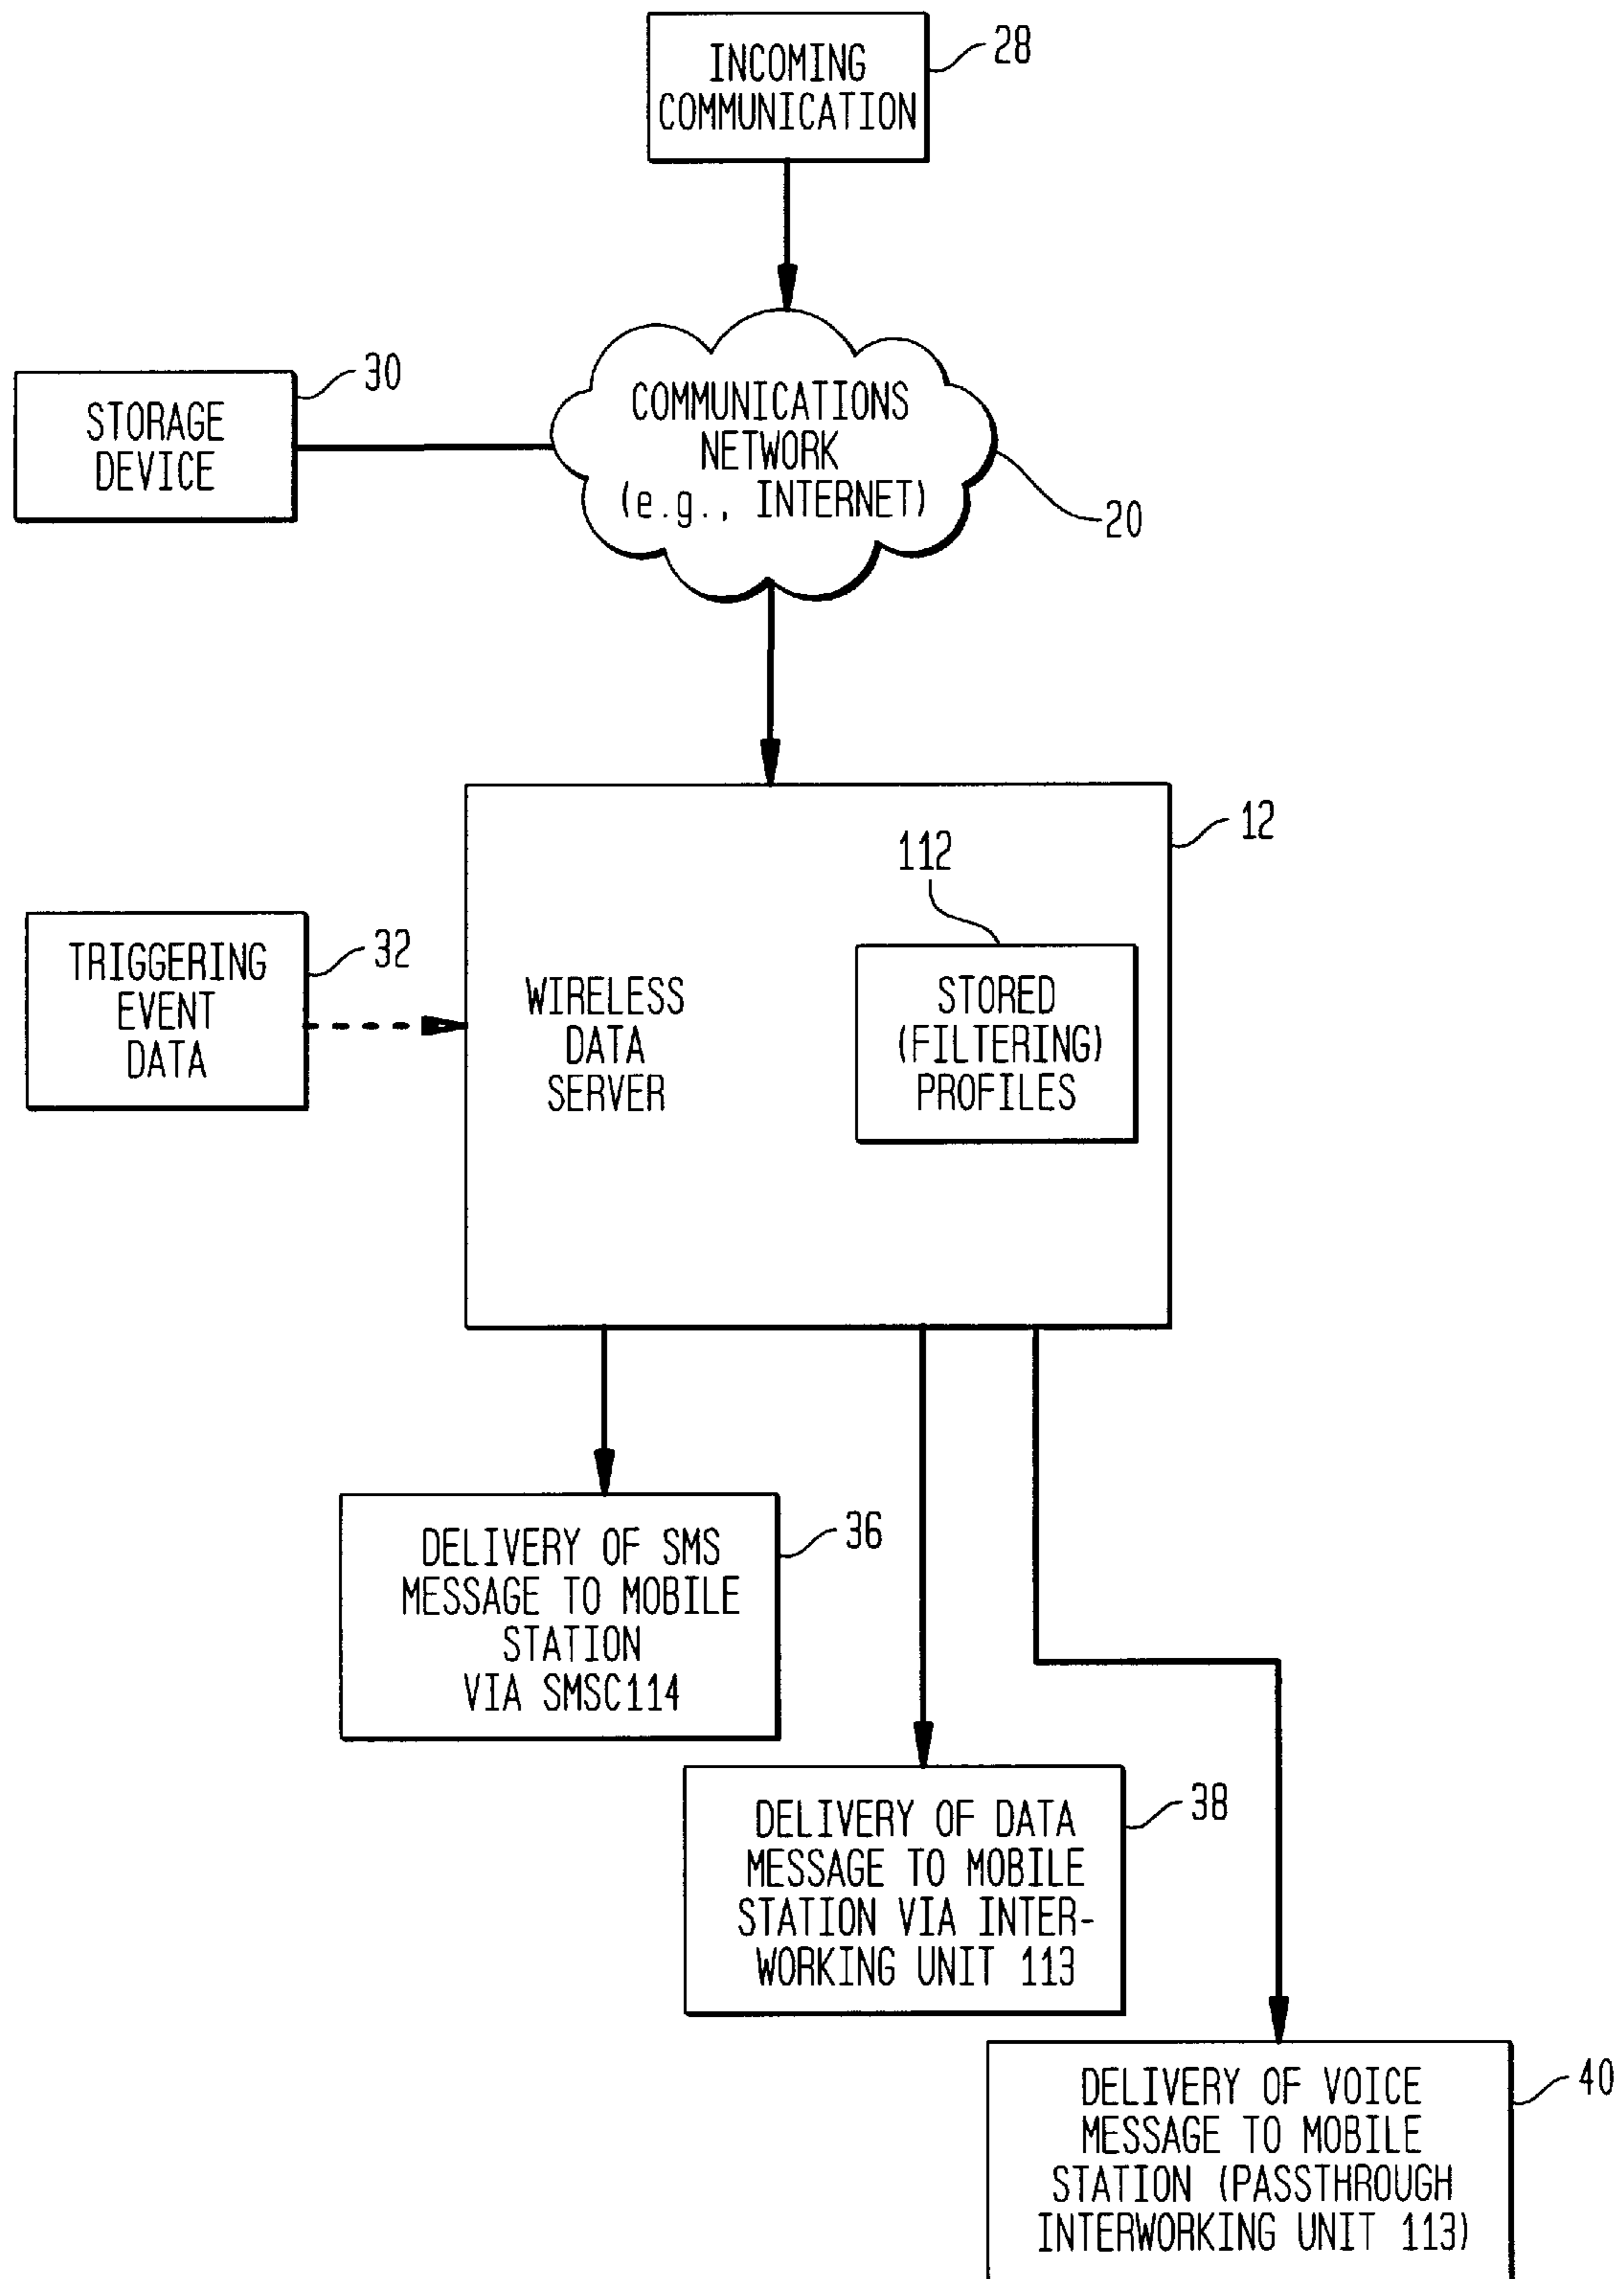 INCOMING
COMMUNICATION
28
STORAGE
DEVICE
30
COMMUNICATIONS
NETWORK
(e.g., INTERNET)
20
12
112
TRIGGERING
EVENT
DATA
32
WIRELESS
DATA
SERVER
STORED
(FILTERING)
PROFILES
DELIVERY OF SMS
MESSAGE TO MOBILE
STATION
VIA SMSC114
36
DELIVERY OF DATA
MESSAGE TO MOBILE
STATION VIA INTER-
WORKING UNIT 113
38
DELIVERY OF VOICE
MESSAGE TO MOBILE
STATION (PASSTHROUGH
INTERWORKING UNIT 113)
40